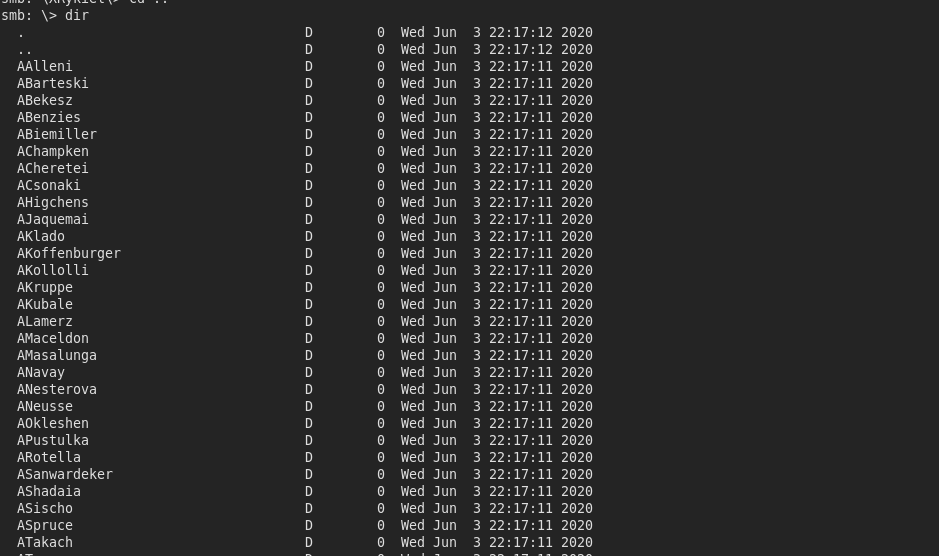 smb: \XRykiel\> cd ..
smb: \> dir
  .                                   D        0  Wed Jun  3 22:17:12 2020
  ..                                  D        0  Wed Jun  3 22:17:12 2020
  AAlleni                             D        0  Wed Jun  3 22:17:11 2020
  ABarteski                           D        0  Wed Jun  3 22:17:11 2020
  ABekesz                             D        0  Wed Jun  3 22:17:11 2020
  ABenzies                            D        0  Wed Jun  3 22:17:11 2020
  ABiemiller                          D        0  Wed Jun  3 22:17:11 2020
  AChampken                           D        0  Wed Jun  3 22:17:11 2020
  ACheretei                           D        0  Wed Jun  3 22:17:11 2020
  ACsonaki                            D        0  Wed Jun  3 22:17:11 2020
  AHigchens                           D        0  Wed Jun  3 22:17:11 2020
  AJaquemai                           D        0  Wed Jun  3 22:17:11 2020
  AKlado                              D        0  Wed Jun  3 22:17:11 2020
  AKoffenburger                       D        0  Wed Jun  3 22:17:11 2020
  AKollolli                           D        0  Wed Jun  3 22:17:11 2020
  AKruppe                             D        0  Wed Jun  3 22:17:11 2020
  AKubale                             D        0  Wed Jun  3 22:17:11 2020
  ALamerz                             D        0  Wed Jun  3 22:17:11 2020
  AMaceldon                           D        0  Wed Jun  3 22:17:11 2020
  AMasalunga                          D        0  Wed Jun  3 22:17:11 2020
  ANavay                              D        0  Wed Jun  3 22:17:11 2020
  ANesterova                          D        0  Wed Jun  3 22:17:11 2020
  ANeusse                             D        0  Wed Jun  3 22:17:11 2020
  AOkleshen                           D        0  Wed Jun  3 22:17:11 2020
  APustulka                           D        0  Wed Jun  3 22:17:11 2020
  ARotella                            D        0  Wed Jun  3 22:17:11 2020
  ASanwardeker                        D        0  Wed Jun  3 22:17:11 2020
  AShadaia                            D        0  Wed Jun  3 22:17:11 2020
  ASischo                             D        0  Wed Jun  3 22:17:11 2020
  ASpruce                             D        0  Wed Jun  3 22:17:11 2020
  ATakach                             D        0  Wed Jun  3 22:17:11 2020